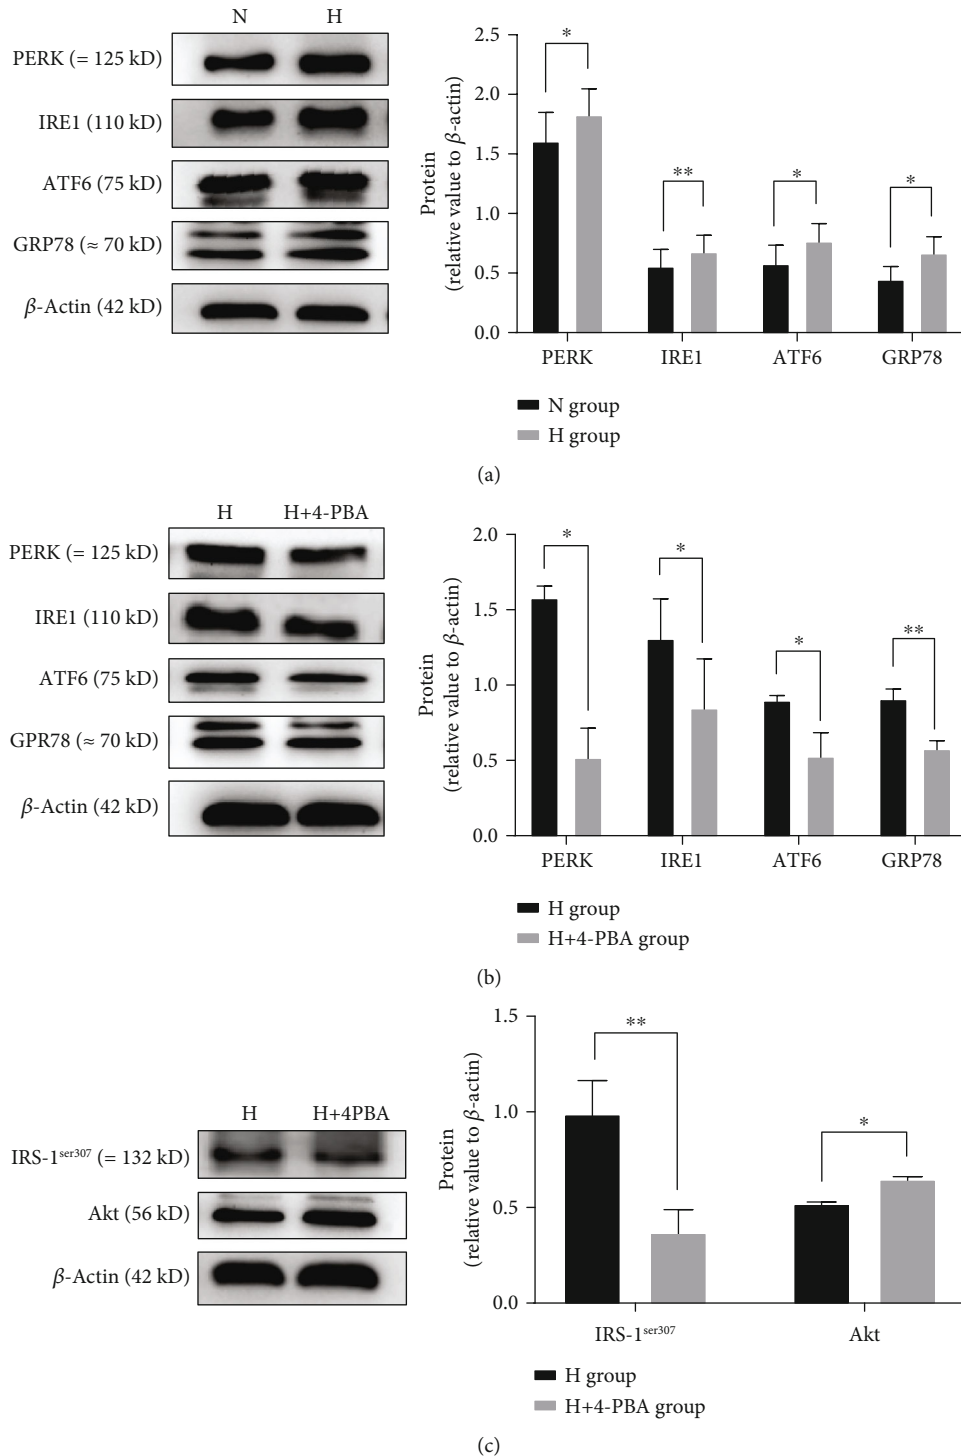 N H
PERK (= 125 kD)
IRE1 (110 kD)
ATF6 (75 kD)
GRP78 (≈ 70 kD)
β-Actin (42 kD)
Protein
(relative value to β-actin)
2.5
2.0
1.5
1.0
0.5
0.0
* ** * *
PERK IRE1 ATF6 GRP78
N group
H group
(a)
H H+4-PBA
PERK (= 125 kD)
IRE1 (110 kD)
ATF6 (75 kD)
GPR78 (≈ 70 kD)
β-Actin (42 kD)
Protein
(relative value to β-actin)
2.0
1.5
1.0
0.5
0.0
* * * **
PERK IRE1 ATF6 GRP78
H group
H+4-PBA group
(b)
H H+4PBA
IRS-1ser307 (= 132 kD)
Akt (56 kD)
β-Actin (42 kD)
Protein
(relative value to β-actin)
1.5
1.0
0.5
0.0
** *
IRS-1ser307 Akt
H group
H+4-PBA group
(c)